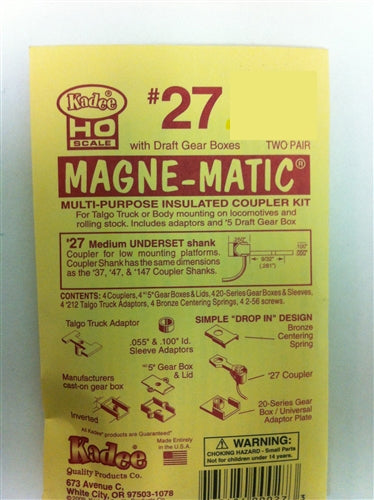 Kadee®
HO
SCALE
#27
with Draft Gear Boxes TWO PAIR
MAGNE-MATIC®
MULTI-PURPOSE INSULATED COUPLER KIT
For Talgo Truck or Body mounting on locomotives and
rolling stock. Includes adaptors and #5 Draft Gear Box
#27 Medium UNDERSET shank
Coupler for low mounting platforms.
Coupler Shank has the same dimensions
as the #37, #47, & #147 Coupler Shanks.
.250"
9/32"
(.281")
.100"
CONTENTS: 4 Couplers, 4 #5 Gear Boxes & Lids, 4 20-Series Gear Boxes & Sleeves,
4 #212 Talgo Truck Adaptors, 4 Bronze Centering Springs, 4 2-56 screws.
Talgo Truck Adaptor
.055" & .100" Id.
Sleeve Adaptors
SIMPLE "DROP IN" DESIGN
Bronze
Centering
Spring
#5 Gear Box
& Lid
Manufacturers
cast-on gear box
#27 Coupler
Inverted
20-Series Gear
Box / Universal
Adaptor Plate
All Kadee® products are Guaranteed
Kadee®
Quality Products Co.
Made Entirely
in the U.S.A.
673 Avenue C,
White City, OR 97503-1078
WARNING:
CHOKING HAZARD - Small Parts
Not for children under 14 years.